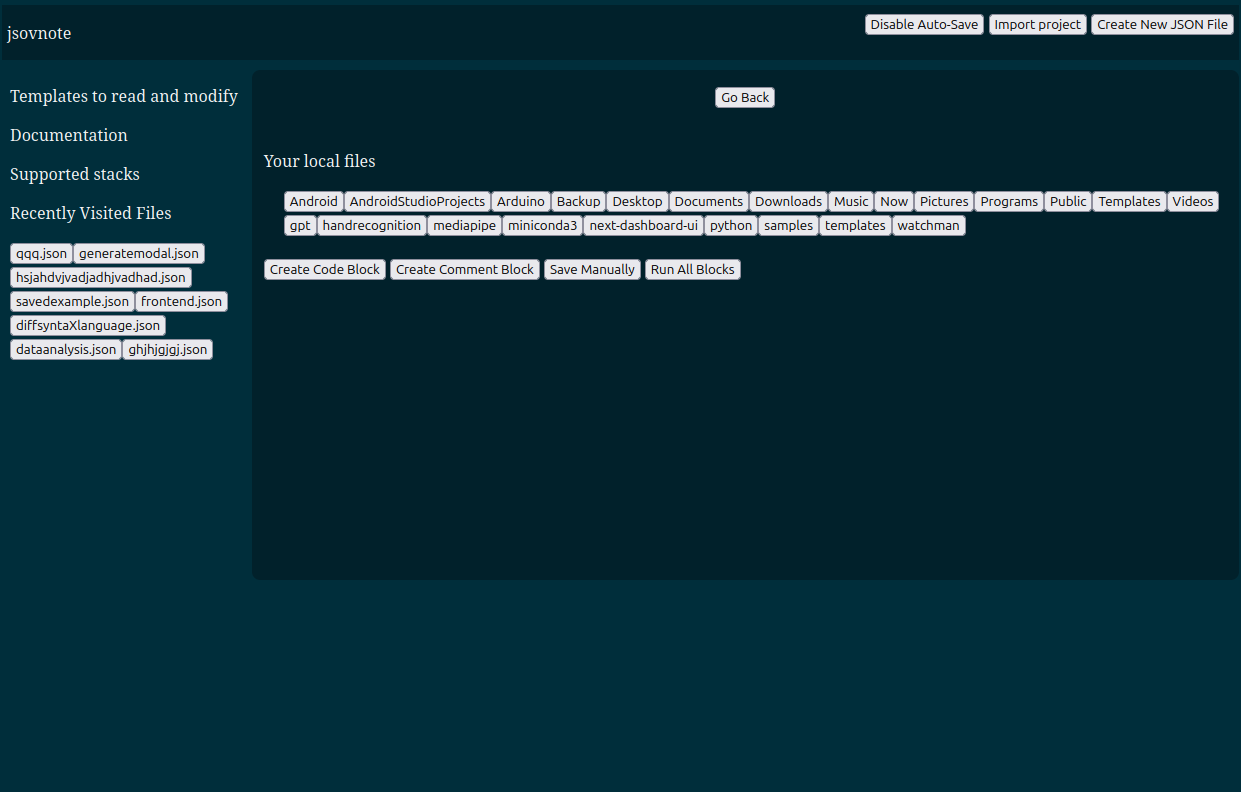 jsovnote
Disable Auto-Save Import project Create New JSON File
Templates to read and modify
Documentation
Supported stacks
Recently Visited Files
qqq.json generatemodal.json
hsjahdvjvadjadhjvadhad.json
savedexample.json frontend.json
diffsyntaXlanguage.json
dataanalysis.json ghjhjgjgj.json
Go Back
Your local files
Android AndroidStudioProjects Arduino Backup Desktop Documents Downloads Music Now Pictures Programs Public Templates Videos
gpt handrecognition mediapipe miniconda3 next-dashboard-ui python samples templates watchman
Create Code Block Create Comment Block Save Manually Run All Blocks